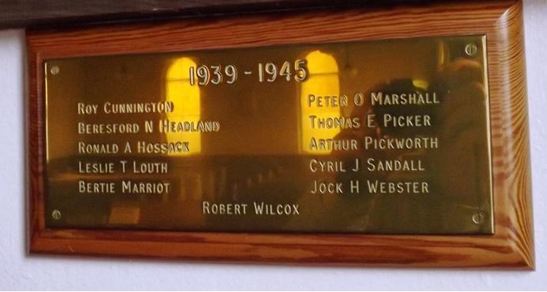 1939 - 1945
ROY CUNNINGTON
BERESFORD N HEADLAND
RONALD A HOSSACK
LESLIE T LOUTH
BERTIE MARRIOT
PETER O MARSHALL
THOMAS E PICKER
ARTHUR PICKWORTH
CYRIL J SANDALL
JOCK H WEBSTER
ROBERT WILCOX